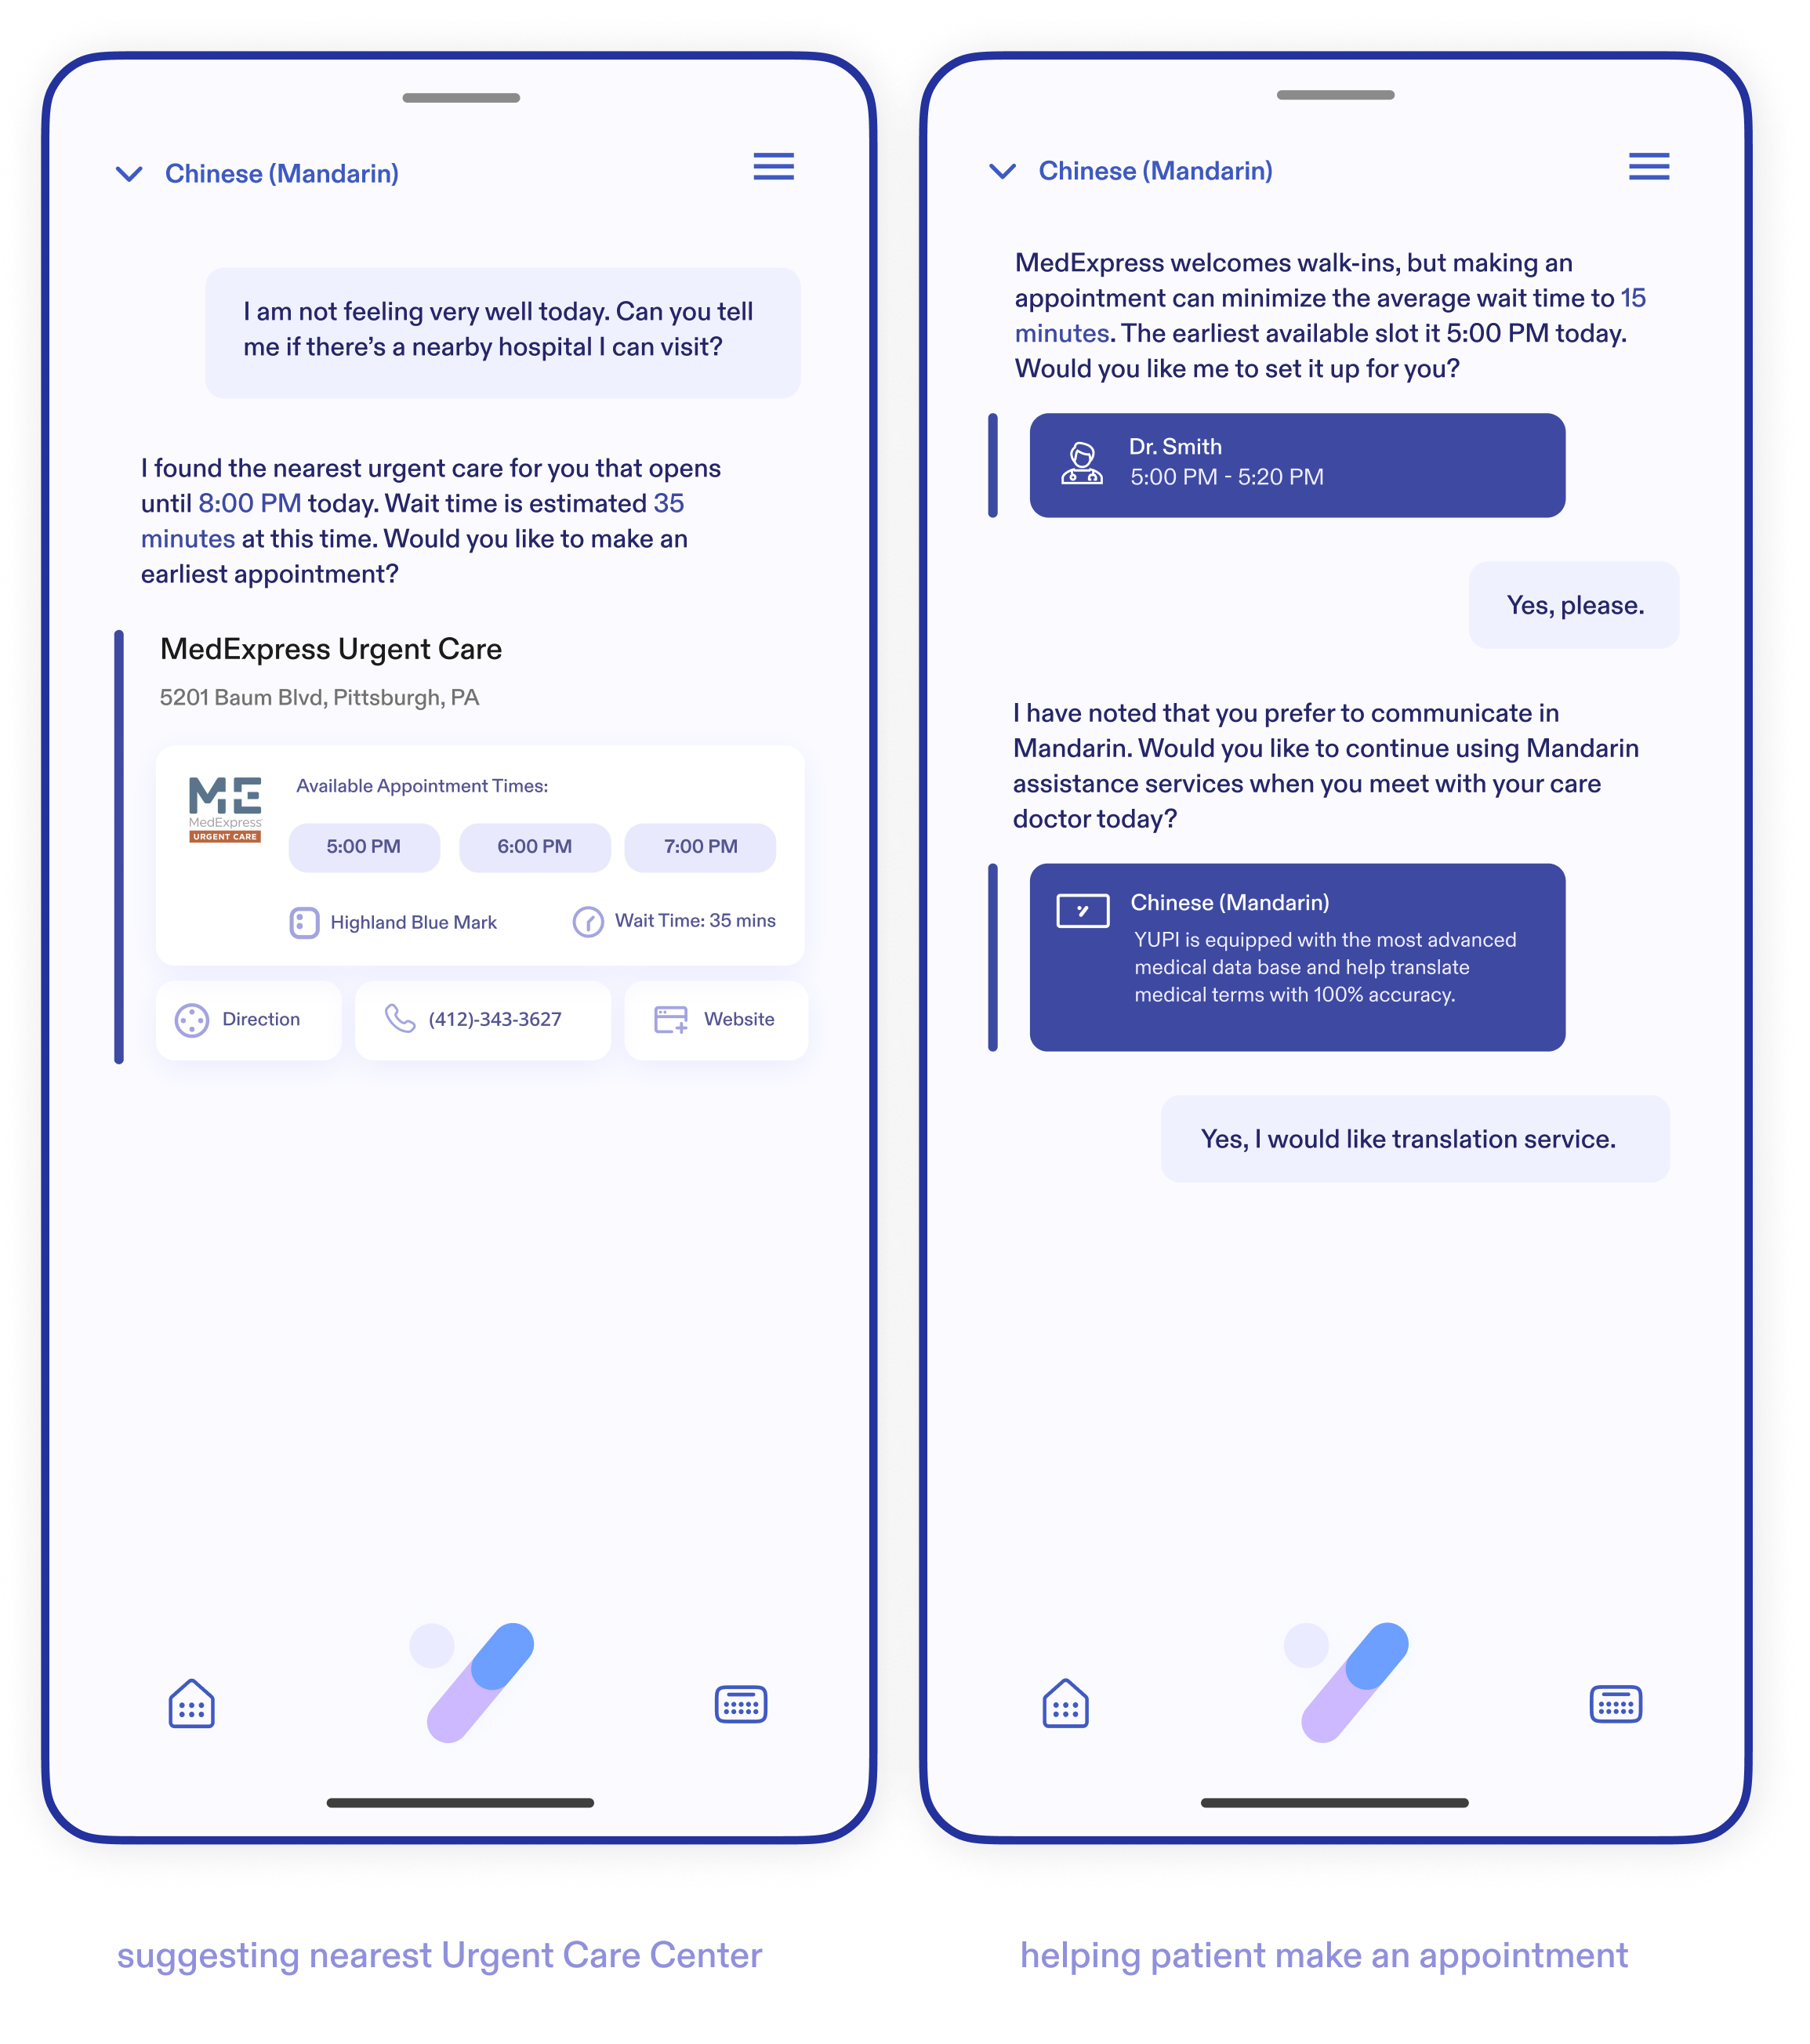 Chinese (Mandarin)
I am not feeling very well today. Can you tell
me if there's a nearby hospital I can visit?
I found the nearest urgent care for you that opens
until 8:00 PM today. Wait time is estimated 35
minutes at this time. Would you like to make an
earliest appointment?
MedExpress Urgent Care
5201 Baum Blvd, Pittsburgh, PA
ME
MedExpress
URGENT CARE
Available Appointment Times:
5:00 PM
6:00 PM
7:00 PM
Highland Blue Mark
Wait Time: 35 mins
Direction
(412)-343-3627
Website
suggesting nearest Urgent Care Center
Chinese (Mandarin)
MedExpress welcomes walk-ins, but making an
appointment can minimize the average wait time to 15
minutes. The earliest available slot it 5:00 PM today.
Would you like me to set it up for you?
Dr. Smith
5:00 PM - 5:20 PM
Yes, please.
I have noted that you prefer to communicate in
Mandarin. Would you like to continue using Mandarin
assistance services when you meet with your care
doctor today?
Chinese (Mandarin)
YUPI is equipped with the most advanced
medical data base and help translate
medical terms with 100% accuracy.
Yes, I would like translation service.
helping patient make an appointment